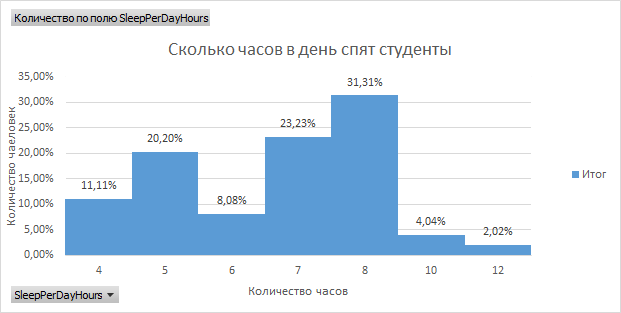 Количество по полю SleepPerDayHours
Сколько часов в день спят студенты
Количество чаеловек
35,00%
30,00%
25,00%
20,00%
15,00%
10,00%
5,00%
0,00%
11,11%
20,20%
8,08%
23,23%
31,31%
4,04%
2,02%
4 5 6 7 8 10 12
Количество часов
Итог
SleepPerDayHours